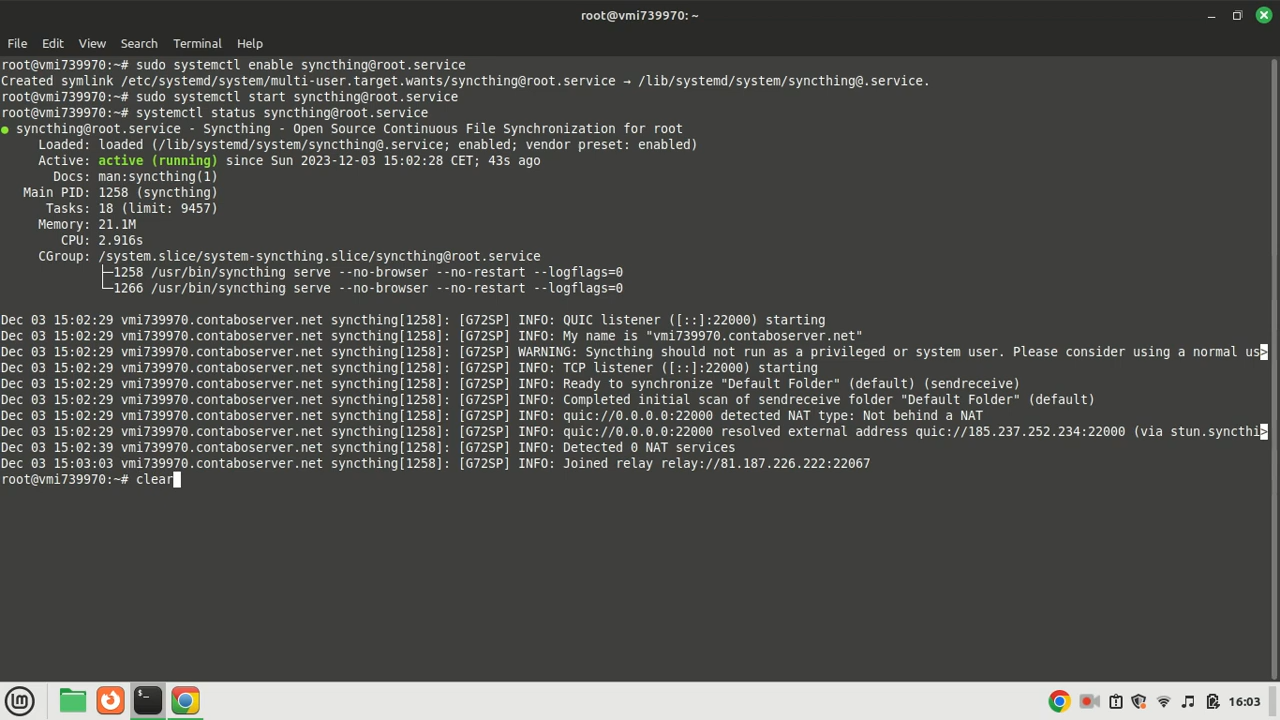 root@vmi739970: ~
File Edit View Search Terminal Help
root@vmi739970:~# sudo systemctl enable syncthing@root.service
Created symlink /etc/systemd/system/multi-user.target.wants/syncthing@root.service → /lib/systemd/system/syncthing@.service.
root@vmi739970:~# sudo systemctl start syncthing@root.service
root@vmi739970:~# systemctl status syncthing@root.service
● syncthing@root.service - Syncthing - Open Source Continuous File Synchronization for root
     Loaded: loaded (/lib/systemd/system/syncthing@.service; enabled; vendor preset: enabled)
     Active: active (running) since Sun 2023-12-03 15:02:28 CET; 43s ago
       Docs: man:syncthing(1)
   Main PID: 1258 (syncthing)
      Tasks: 18 (limit: 9457)
     Memory: 21.1M
        CPU: 2.916s
     CGroup: /system.slice/system-syncthing.slice/syncthing@root.service
             ├─1258 /usr/bin/syncthing serve --no-browser --no-restart --logflags=0
             └─1266 /usr/bin/syncthing serve --no-browser --no-restart --logflags=0
Dec 03 15:02:29 vmi739970.contaboserver.net syncthing[1258]: [G72SP] INFO: QUIC listener ([::]:22000) starting
Dec 03 15:02:29 vmi739970.contaboserver.net syncthing[1258]: [G72SP] INFO: My name is "vmi739970.contaboserver.net"
Dec 03 15:02:29 vmi739970.contaboserver.net syncthing[1258]: [G72SP] WARNING: Syncthing should not run as a privileged or system user. Please consider using a normal us>
Dec 03 15:02:29 vmi739970.contaboserver.net syncthing[1258]: [G72SP] INFO: TCP listener ([::]:22000) starting
Dec 03 15:02:29 vmi739970.contaboserver.net syncthing[1258]: [G72SP] INFO: Ready to synchronize "Default Folder" (default) (sendreceive)
Dec 03 15:02:29 vmi739970.contaboserver.net syncthing[1258]: [G72SP] INFO: Completed initial scan of sendreceive folder "Default Folder" (default)
Dec 03 15:02:29 vmi739970.contaboserver.net syncthing[1258]: [G72SP] INFO: quic://0.0.0.0:22000 detected NAT type: Not behind a NAT
Dec 03 15:02:29 vmi739970.contaboserver.net syncthing[1258]: [G72SP] INFO: quic://0.0.0.0:22000 resolved external address quic://185.237.252.234:22000 (via stun.syncthi>
Dec 03 15:02:39 vmi739970.contaboserver.net syncthing[1258]: [G72SP] INFO: Detected 0 NAT services
Dec 03 15:03:03 vmi739970.contaboserver.net syncthing[1258]: [G72SP] INFO: Joined relay relay://81.187.226.222:22067
root@vmi739970:~# clear
16:03